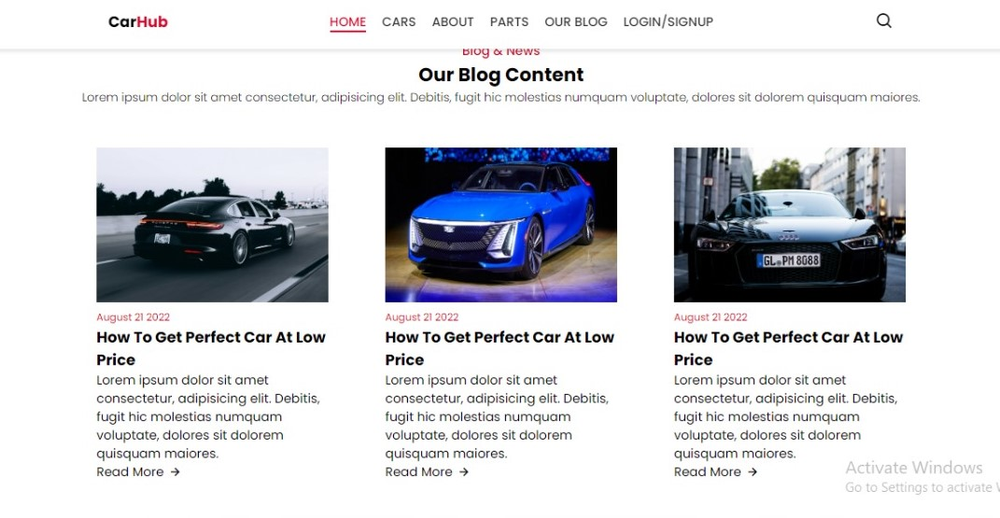 CarHub HOME CARS ABOUT PARTS OUR BLOG LOGIN/SIGNUP
Blog & News
Our Blog Content
Lorem ipsum dolor sit amet consectetur, adipisicing elit. Debitis, fugit hic molestias numquam voluptate, dolores sit dolorem quisquam maiores.
GL PM 8088
August 21 2022
How To Get Perfect Car At Low
Price
Lorem ipsum dolor sit amet
consectetur, adipisicing elit. Debitis,
fugit hic molestias numquam
voluptate, dolores sit dolorem
quisquam maiores.
Read More →
August 21 2022
How To Get Perfect Car At Low
Price
Lorem ipsum dolor sit amet
consectetur, adipisicing elit. Debitis,
fugit hic molestias numquam
voluptate, dolores sit dolorem
quisquam maiores.
Read More →
August 21 2022
How To Get Perfect Car At Low
Price
Lorem ipsum dolor sit amet
consectetur, adipisicing elit. Debitis,
fugit hic molestias numquam
voluptate, dolores sit dolorem
quisquam maiores.
Read More →
Activate Windows
Go to Settings to activate W